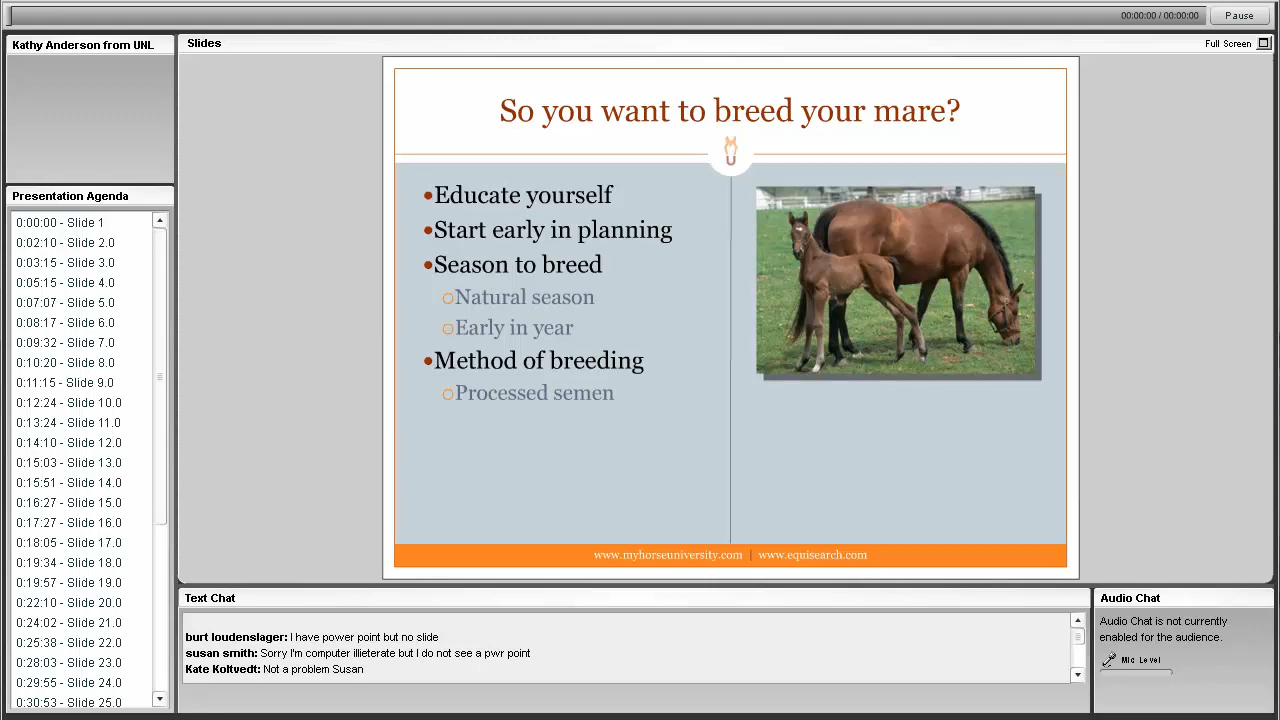 00:00:00 / 00:00:00
Pause
Kathy Anderson from UNL
Slides
Full Screen
So you want to breed your mare?
•Educate yourself
•Start early in planning
•Season to breed
Natural season
Early in year
•Method of breeding
Processed semen
www.myhorseuniversity.com | www.equisearch.com
Presentation Agenda
0:00:00 - Slide 1
0:02:10 - Slide 2.0
0:03:15 - Slide 3.0
0:05:15 - Slide 4.0
0:07:07 - Slide 5.0
0:08:17 - Slide 6.0
0:09:32 - Slide 7.0
0:10:20 - Slide 8.0
0:11:15 - Slide 9.0
0:12:24 - Slide 10.0
0:13:24 - Slide 11.0
0:14:10 - Slide 12.0
0:15:03 - Slide 13.0
0:15:51 - Slide 14.0
0:16:27 - Slide 15.0
0:17:27 - Slide 16.0
0:18:05 - Slide 17.0
0:19:34 - Slide 18.0
0:19:57 - Slide 19.0
0:22:10 - Slide 20.0
0:24:02 - Slide 21.0
0:25:38 - Slide 22.0
0:28:03 - Slide 23.0
0:29:55 - Slide 24.0
0:30:53 - Slide 25.0
Text Chat
burt loudenslager: I have power point but no slide
susan smith: Sorry I'm computer illieterate but I do not see a pwr point
Kate Koltvedt: Not a problem Susan
Audio Chat
Audio Chat is not currently
enabled for the audience.
Mic Level